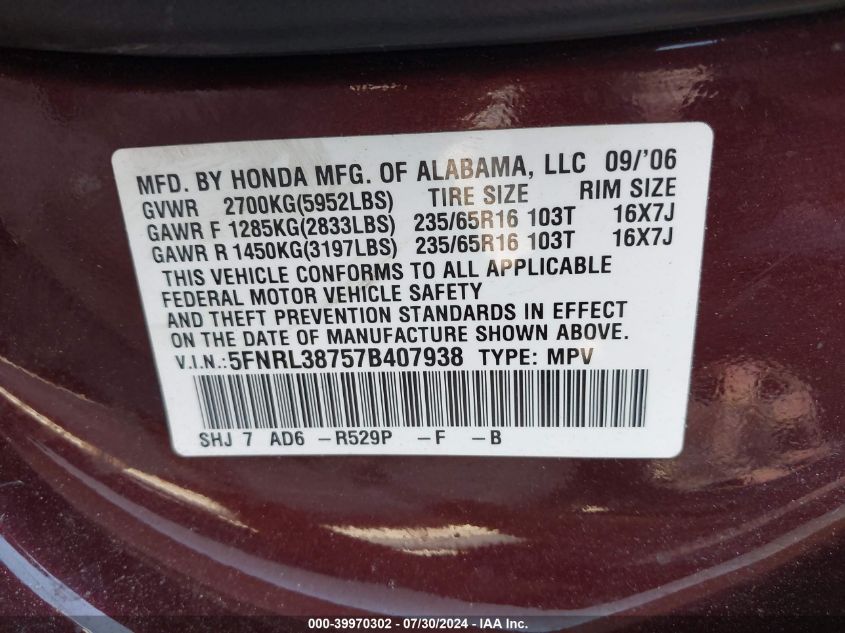 MFD. BY HONDA MFG. OF ALABAMA, LLC 09/'06
GVWR 2700KG(5952LBS) TIRE SIZE RIM SIZE
GAWR F 1285KG(2833LBS) 235/65R16 103T 16X7J
GAWR R 1450KG(3197LBS) 235/65R16 103T 16X7J
THIS VEHICLE CONFORMS TO ALL APPLICABLE
FEDERAL MOTOR VEHICLE SAFETY
AND THEFT PREVENTION STANDARDS IN EFFECT
ON THE DATE OF MANUFACTURE SHOWN ABOVE.
V.I.N.:5FNRL38757B407938 TYPE: MPV
SHJ 7 AD6 -R529P -F -B
000-39970302 - 07/30/2024 - IAA Inc.